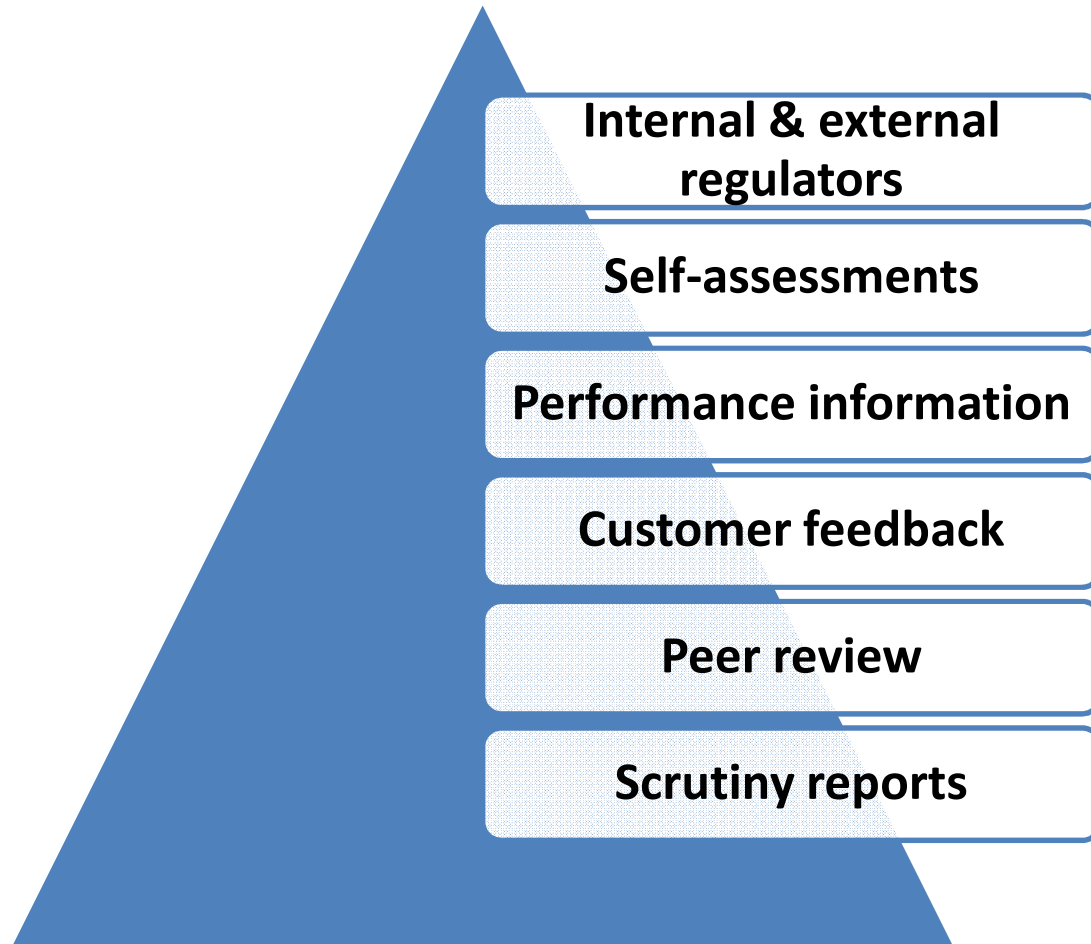 Internal & external
regulators
Self-assessments
Performance information
Customer feedback
Peer review
Scrutiny reports